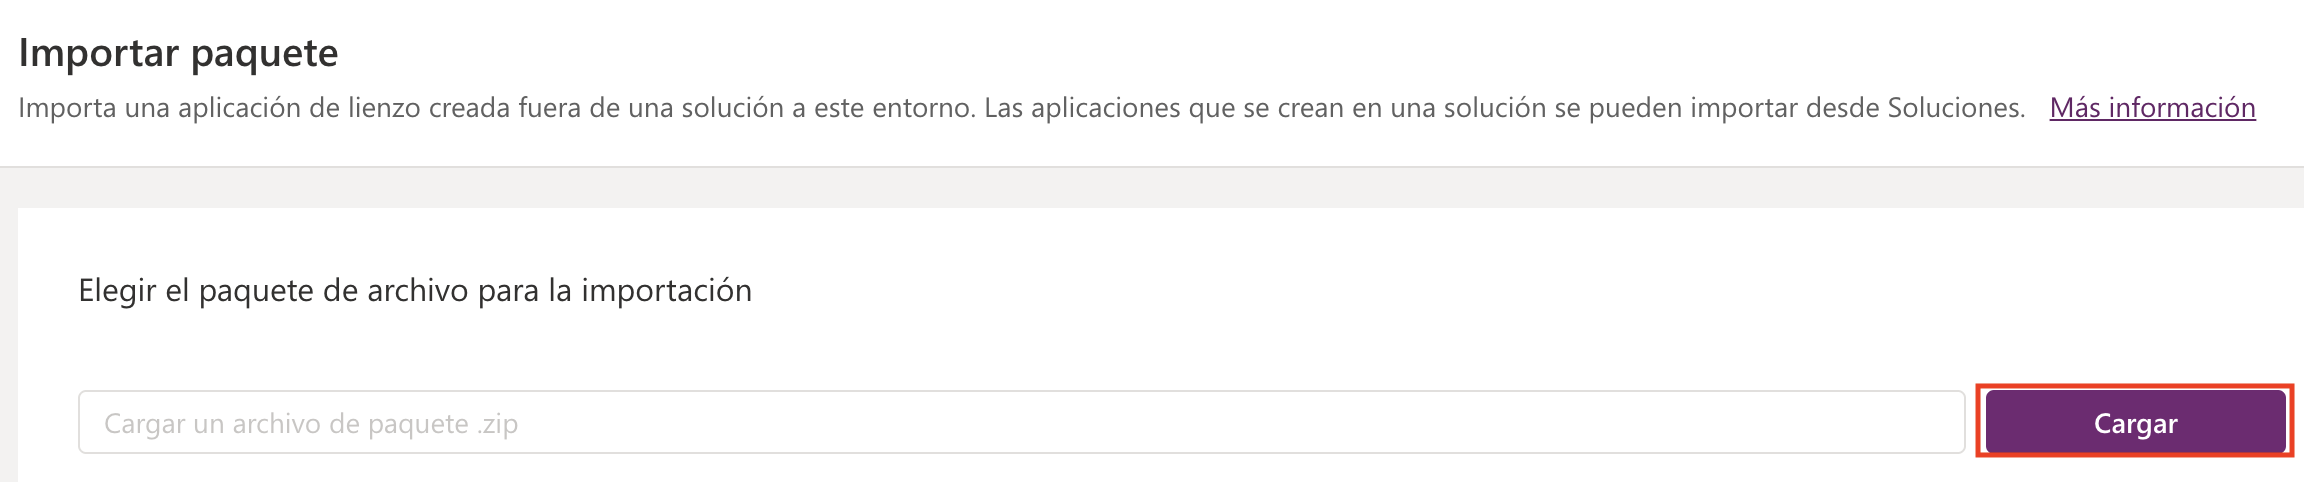 Importar paquete
Importa una aplicación de lienzo creada fuera de una solución a este entorno. Las aplicaciones que se crean en una solución se pueden importar desde Soluciones. Más información
Elegir el paquete de archivo para la importación
Cargar un archivo de paquete .zip
Cargar